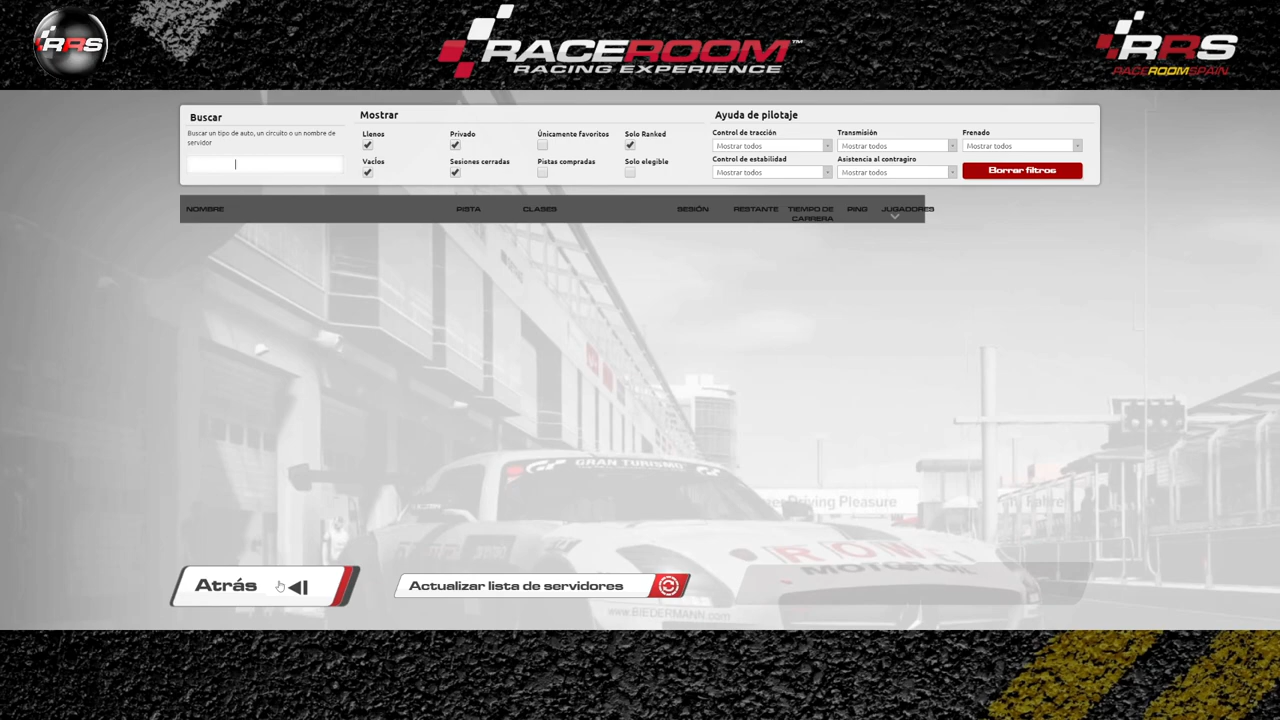 RRS
RACEROOM™
RACING EXPERIENCE
RRS
RACEROOMSPAIN
Buscar
Buscar un tipo de auto, un circuito o un nombre de
servidor
Mostrar
Llenos
Privado
Únicamente favoritos
Solo Ranked
Vacíos
Sesiones cerradas
Pistas compradas
Solo elegible
Ayuda de pilotaje
Control de tracción
Transmisión
Frenado
Mostrar todos
Mostrar todos
Mostrar todos
Control de estabilidad
Asistencia al contragiro
Mostrar todos
Mostrar todos
Borrar filtros
NOMBRE PISTA CLASES SESIÓN RESTANTE TIEMPO DE PING JUGADORES
CARRERA
GRAN TURISMO
Driving Pleasure
MOTOR OIL
www.BIEDERMANN.com
Atrás
Actualizar lista de servidores